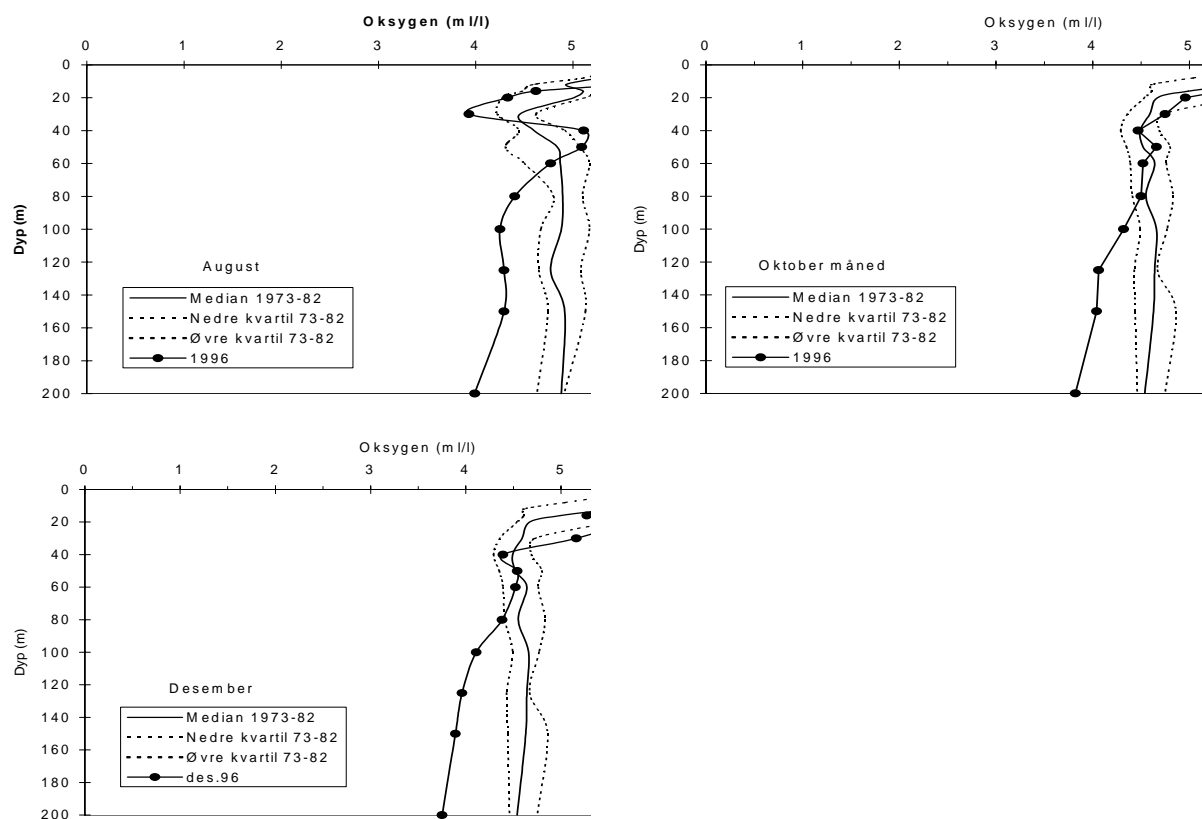 Oksygen (ml/l)
0 1 2 3 4 5
0
20
40
60
80
100
120
140
160
180
200
Dyp (m)
August
Median 1973-82
Nedre kvartil 73-82
Øvre kvartil 73-82
1996
Oksygen (ml/l)
0 1 2 3 4 5
0
20
40
60
80
100
120
140
160
180
200
Dyp (m)
Oktober måned
Median 1973-82
Nedre kvartil 73-82
Øvre kvartil 73-82
1996
Oksygen (ml/l)
0 1 2 3 4 5
0
20
40
60
80
100
120
140
160
180
200
Dyp (m)
Desember
Median 1973-82
Nedre kvartil 73-82
Øvre kvartil 73-82
des.96